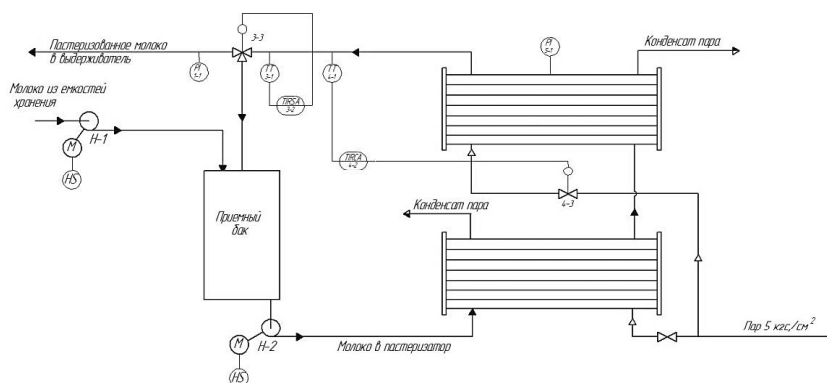 3-3
PI
5-1
Конденсат пара
Пастеризованное молоко
в выдерживатель
PI
1-1
TT
3-1
TT
4-1
Молоко из емкостей
хранения
TIRSA
3-2
H-1
M
HS
TIRCA
4-2
4-3
Приемный
бак
Конденсат пара
M
H-2
HS
Молоко в пастеризатор
Пар 5 кгс/см²